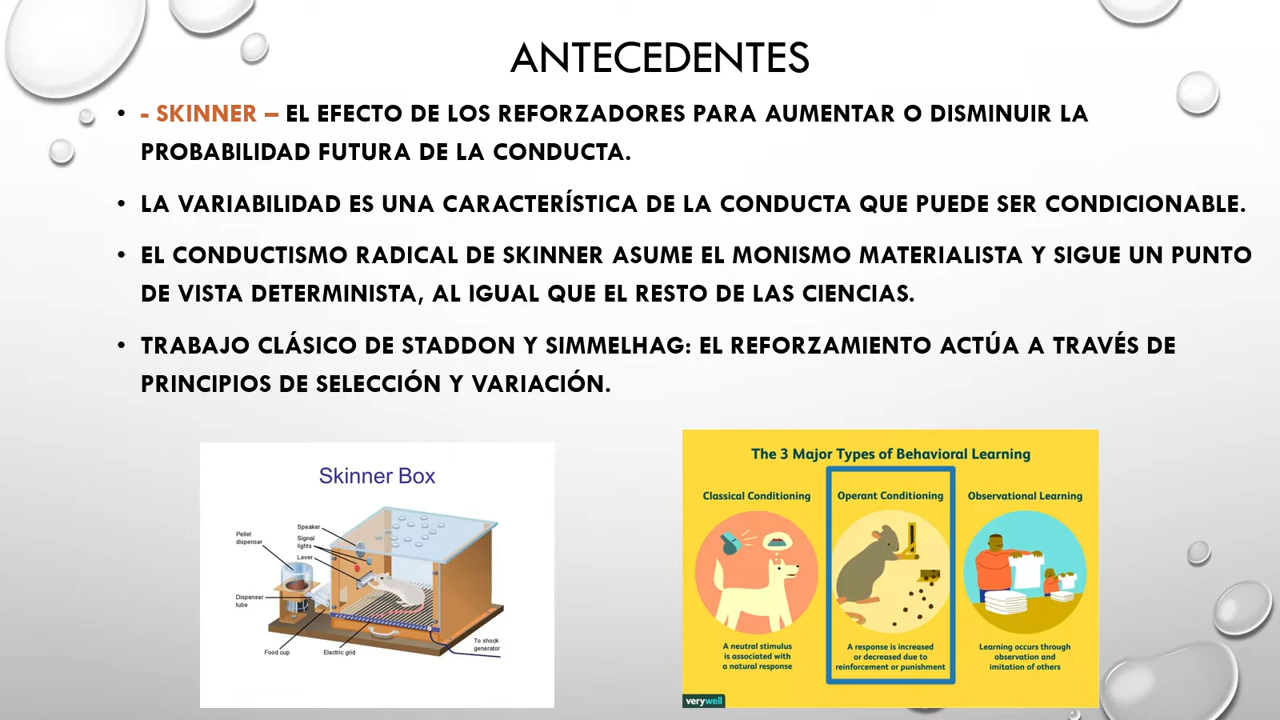 ANTECEDENTES
• - SKINNER – EL EFECTO DE LOS REFORZADORES PARA AUMENTAR O DISMINUIR LA
PROBABILIDAD FUTURA DE LA CONDUCTA.
• LA VARIABILIDAD ES UNA CARACTERÍSTICA DE LA CONDUCTA QUE PUEDE SER CONDICIONABLE.
• EL CONDUCTISMO RADICAL DE SKINNER ASUME EL MONISMO MATERIALISTA Y SIGUE UN PUNTO
DE VISTA DETERMINISTA, AL IGUAL QUE EL RESTO DE LAS CIENCIAS.
• TRABAJO CLÁSICO DE STADDON Y SIMMELHAG: EL REFORZAMIENTO ACTÚA A TRAVÉS DE
PRINCIPIOS DE SELECCIÓN Y VARIACIÓN.
Skinner Box
Speaker
Signal
lights
Lever
Pellet
dispenser
Dispenser
tube
Food cup
Electric grid
To shock
generator
The 3 Major Types of Behavioral Learning
Classical Conditioning
A neutral stimulus
is associated with
a natural response
Operant Conditioning
A response is increased
or decreased due to
reinforcement or punishment
Observational Learning
Learning occurs through
observation and
imitation of others
verywell